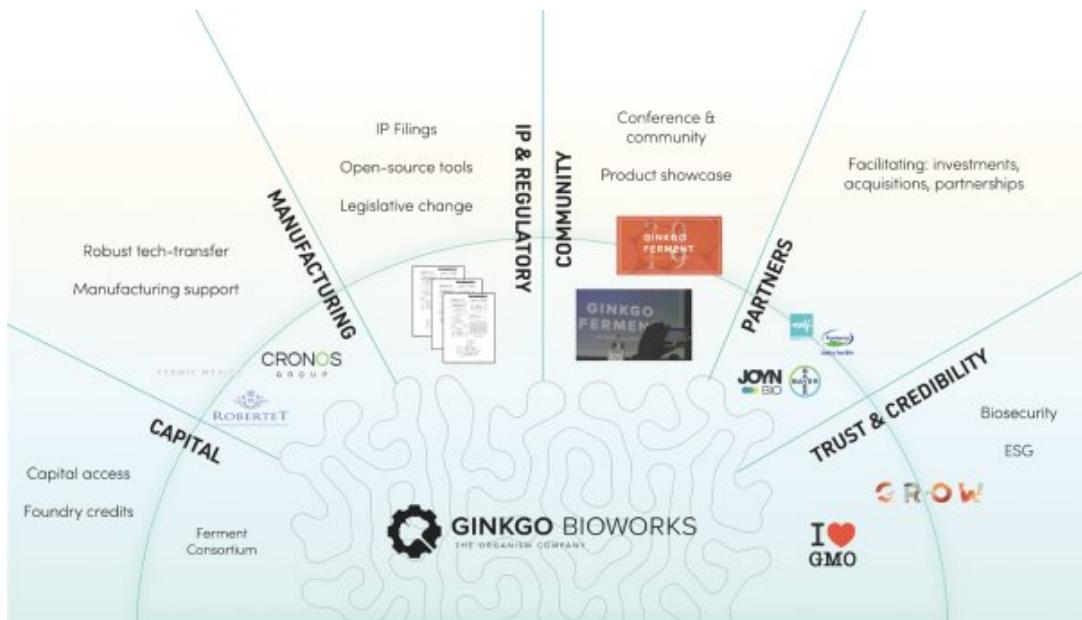 IP Filings
Open-source tools
Legislative change
IP & REGULATORY
COMMUNITY
Conference &
community
Product showcase
GINKGO
FERMENT
GINKGO
Facilitating: investments,
acquisitions, partnerships
MANUFACTURING
Robust tech-transfer
Manufacturing support
CRONOS
GROUP
FERMIC MEXICO
ROBERTET
PARTNERS
JOYN
BIO
BAYER
TRUST & CREDIBILITY
Biosecurity
ESG
GROW
I
GMO
CAPITAL
Capital access
Foundry credits
Ferment
Consortium
GINKGO BIOWORKS
THE ORGANISM COMPANY